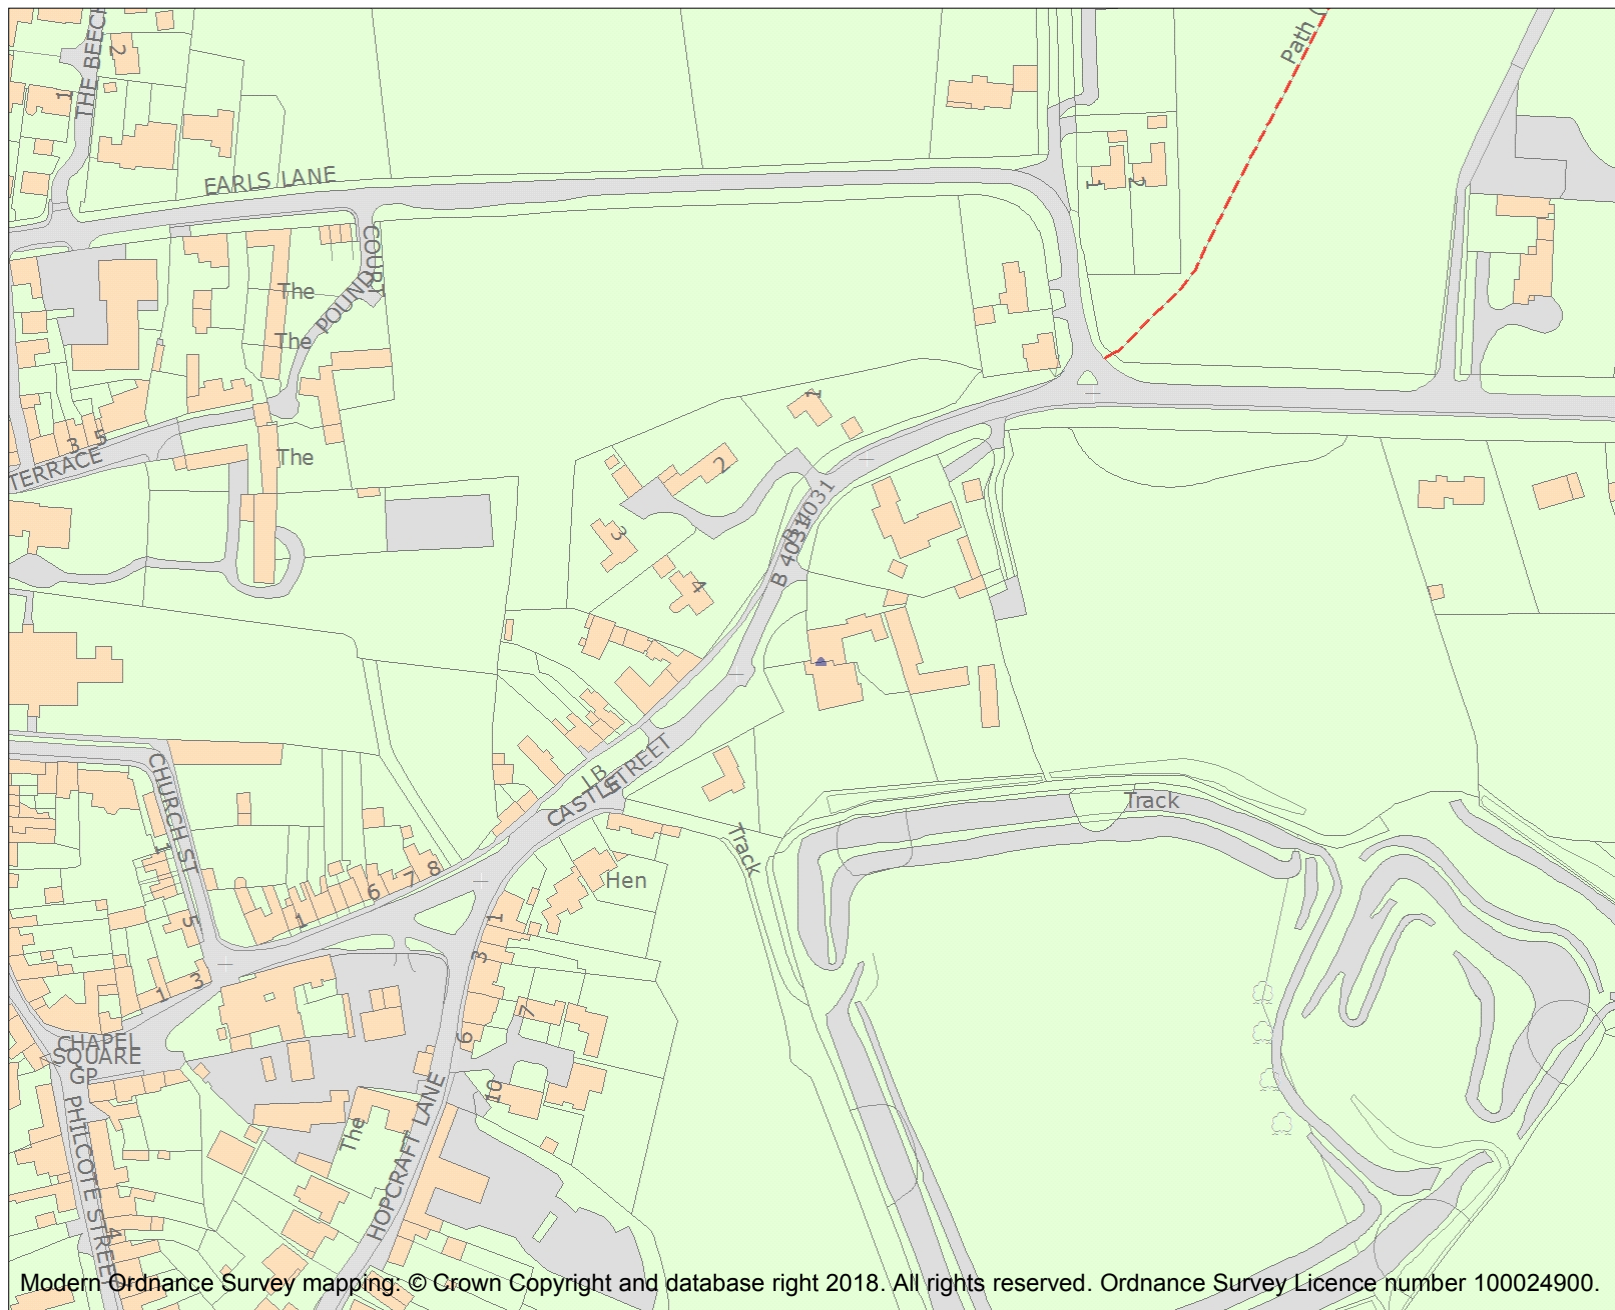 THE BEECH
2
1
Path (
EARLS LANE
1
2
POUND
COURT
The
The
1
3 5
TERRACE
The
2
B 4031
B 4031
3
4
CHURCH ST
LB
CASTLE STREET
Track
Track
1
Hen
8
7
6
1
5
1
3
1
3
7
CHAPEL
SQUARE
GP
6
10
The
PHILCOTE STREET
HOPCRAFT LANE
4
Modern Ordnance Survey mapping: © Crown Copyright and database right 2018. All rights reserved. Ordnance Survey Licence number 100024900.